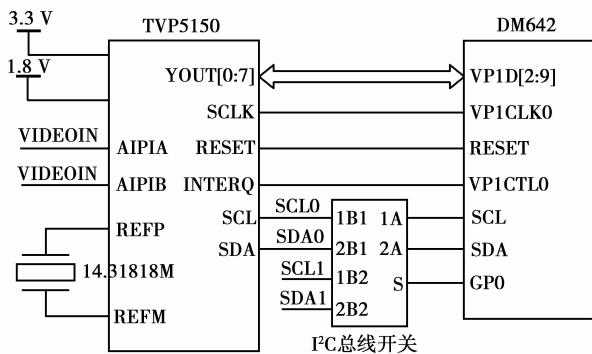 3.3 V
TVP5150
DM642
1.8 V
YOUT[0:7]
VP1D[2:9]
SCLK
VP1CLK0
VIDEOIN
AIPIA
RESET
RESET
VIDEOIN
AIPIB
INTERQ
VP1CTL0
SCL
SCL0
1B1
1A
SCL
REFP
SDA
SDA0
2B1
2A
SDA
14.31818M
SCL1
1B2
S
GP0
SDA1
2B2
REFM
I²C总线开关